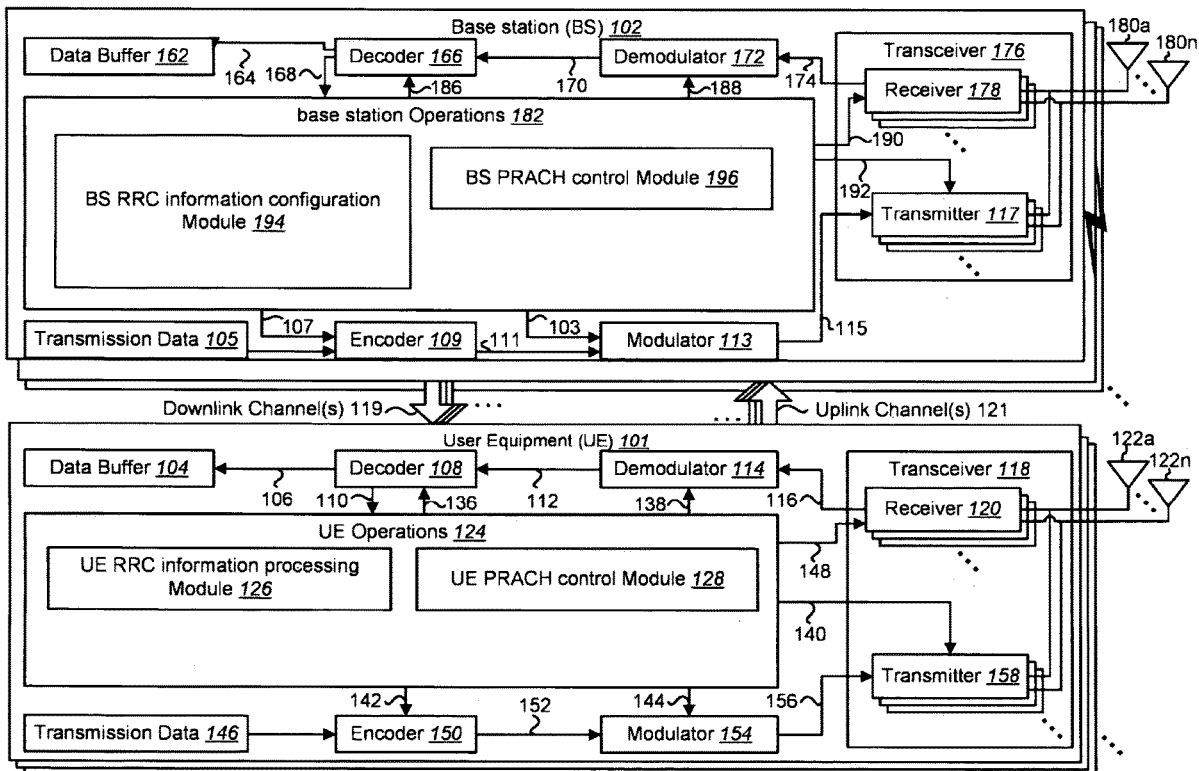 Base station (BS) 102
180a
180n
Data Buffer 162
Decoder 166
Demodulator 172
Transceiver 176
164
168
186
170
188
174
Receiver 178
base station Operations 182
190
BS RRC information configuration
Module 194
BS PRACH control Module 196
192
Transmitter 117
107
103
115
Transmission Data 105
Encoder 109
111
Modulator 113
Downlink Channel(s) 119
Uplink Channel(s) 121
User Equipment (UE) 101
122a
122n
Data Buffer 104
Decoder 108
Demodulator 114
Transceiver 118
106
110
136
112
138
116
Receiver 120
UE Operations 124
UE RRC information processing
Module 126
UE PRACH control Module 128
148
140
Transmitter 158
142
152
144
156
Transmission Data 146
Encoder 150
Modulator 154